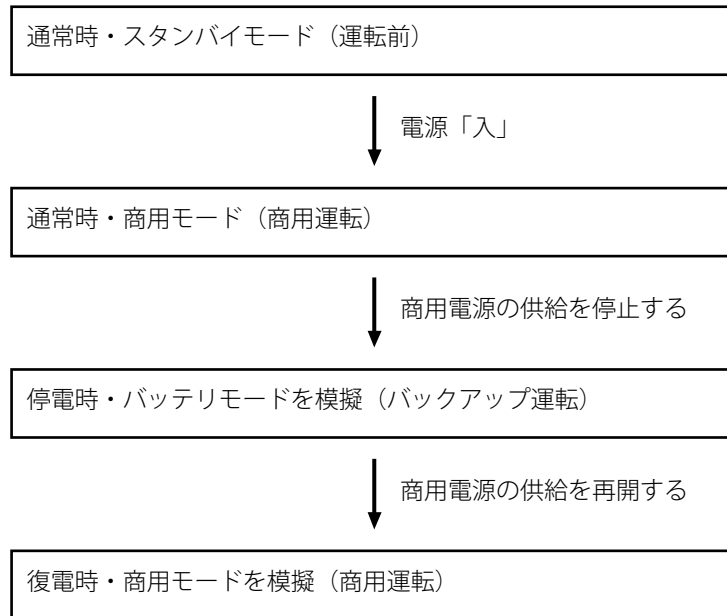 通常時・スタンバイモード（運転前）
電源「入」
通常時・商用モード（商用運転）
商用電源の供給を停止する
停電時・バッテリモードを模擬（バックアップ運転）
商用電源の供給を再開する
復電時・商用モードを模擬（商用運転）